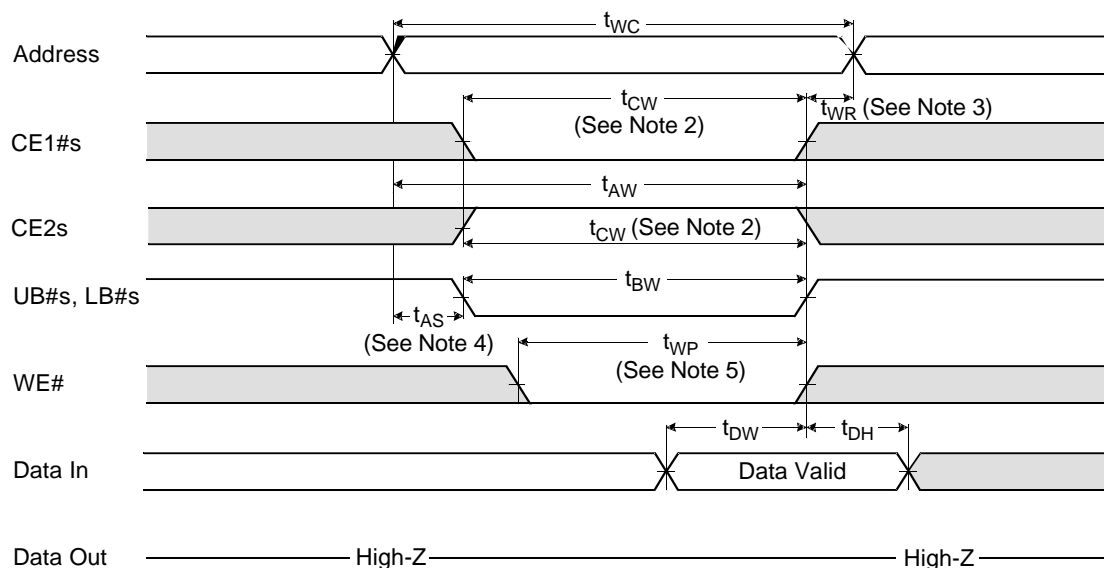 tWC
Address
tCW
(See Note 2)
tWR (See Note 3)
CE1#s
tAW
CE2s
tCW (See Note 2)
tBW
UB#s, LB#s
tAS
(See Note 4)
tWP
(See Note 5)
WE#
tDW
tDH
Data In
Data Valid
Data Out
High-Z
High-Z